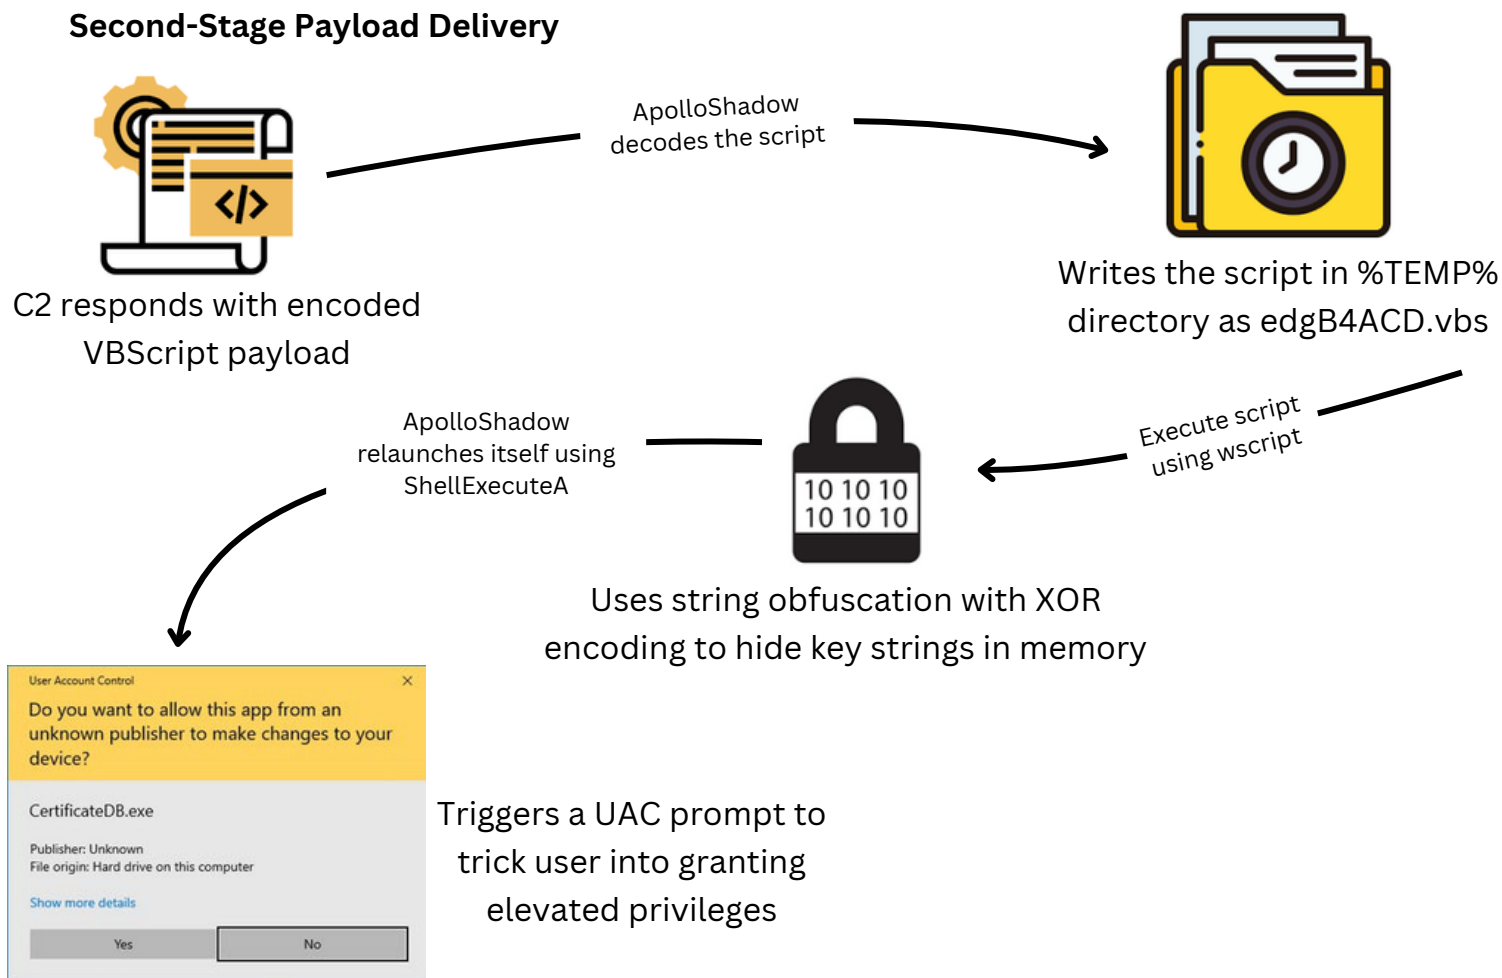 Second-Stage Payload Delivery
</>
C2 responds with encoded
VBScript payload
ApolloShadow
decodes the script
Writes the script in %TEMP%
directory as edgB4ACD.vbs
Execute script
using wscript
10 10 10
10 10 10
Uses string obfuscation with XOR
encoding to hide key strings in memory
ApolloShadow
relaunches itself using
ShellExecuteA
User Account Control
Do you want to allow this app from an
unknown publisher to make changes to your
device?
CertificateDB.exe
Publisher: Unknown
File origin: Hard drive on this computer
Show more details
Yes No
Triggers a UAC prompt to
trick user into granting
elevated privileges